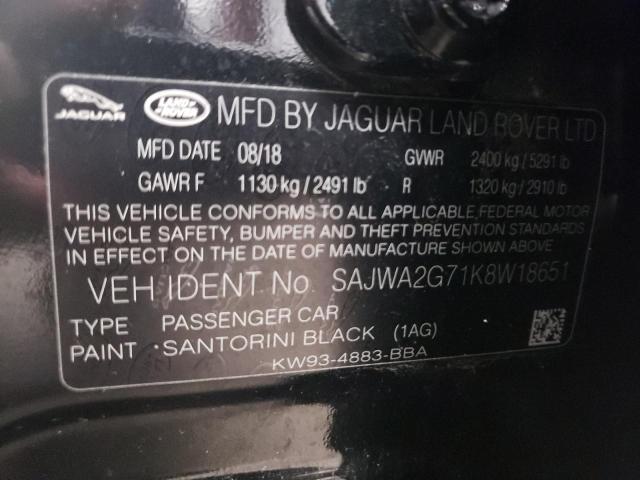 JAGUAR LAND ROVER MFD BY JAGUAR LAND ROVER LTD
MFD DATE 08/18 GVWR 2400 kg / 5291 lb
GAWR F 1130 kg / 2491 lb R 1320 kg / 2910 lb
THIS VEHICLE CONFORMS TO ALL APPLICABLE FEDERAL MOTOR
VEHICLE SAFETY, BUMPER AND THEFT PREVENTION STANDARDS
IN EFFECT ON THE DATE OF MANUFACTURE SHOWN ABOVE
VEH IDENT No SAJWA2G71K8W18651
TYPE PASSENGER CAR
PAINT SANTORINI BLACK (1AG)
KW93-4883-BBA